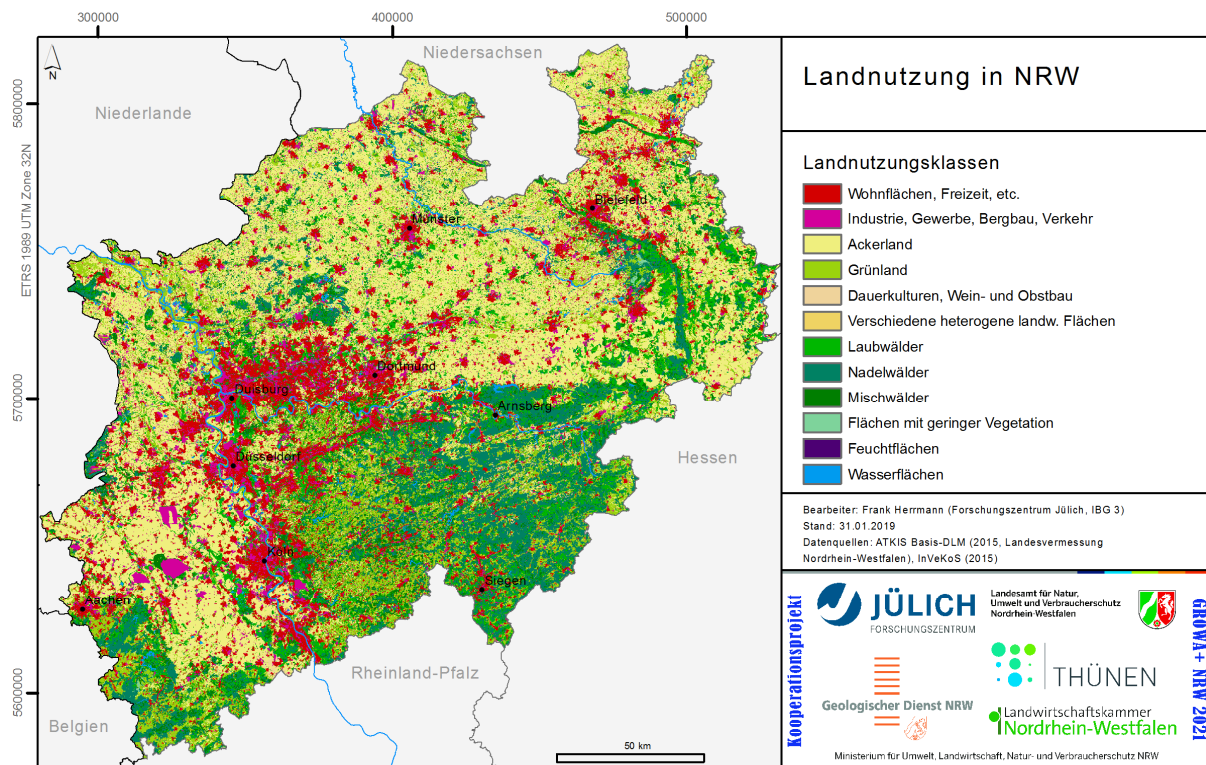 300000
400000
500000
5800000
5700000
5600000
ETRS 1989 UTM Zone 32N
N
Niedersachsen
Niederlande
Bielefeld
Münster
Dortmund
Duisburg
Arnsberg
Düsseldorf
Hessen
Köln
Siegen
Aachen
Rheinland-Pfalz
Belgien
50 km
Landnutzung in NRW
Landnutzungsklassen
Wohnflächen, Freizeit, etc.
Industrie, Gewerbe, Bergbau, Verkehr
Ackerland
Grünland
Dauerkulturen, Wein- und Obstbau
Verschiedene heterogene landw. Flächen
Laubwälder
Nadelwälder
Mischwälder
Flächen mit geringer Vegetation
Feuchtflächen
Wasserflächen
Bearbeiter: Frank Herrmann (Forschungszentrum Jülich, IBG 3)
Stand: 31.01.2019
Datenquellen: ATKIS Basis-DLM (2015, Landesvermessung
Nordrhein-Westfalen), InVeKoS (2015)
Kooperationsprojekt
JÜLICH
FORSCHUNGSZENTRUM
Landesamt für Natur,
Umwelt und Verbraucherschutz
Nordrhein-Westfalen
THÜNEN
Geologischer Dienst NRW
Landwirtschaftskammer
Nordrhein-Westfalen
GROWA+ NRW 2021
Ministerium für Umwelt, Landwirtschaft, Natur- und Verbraucherschutz NRW